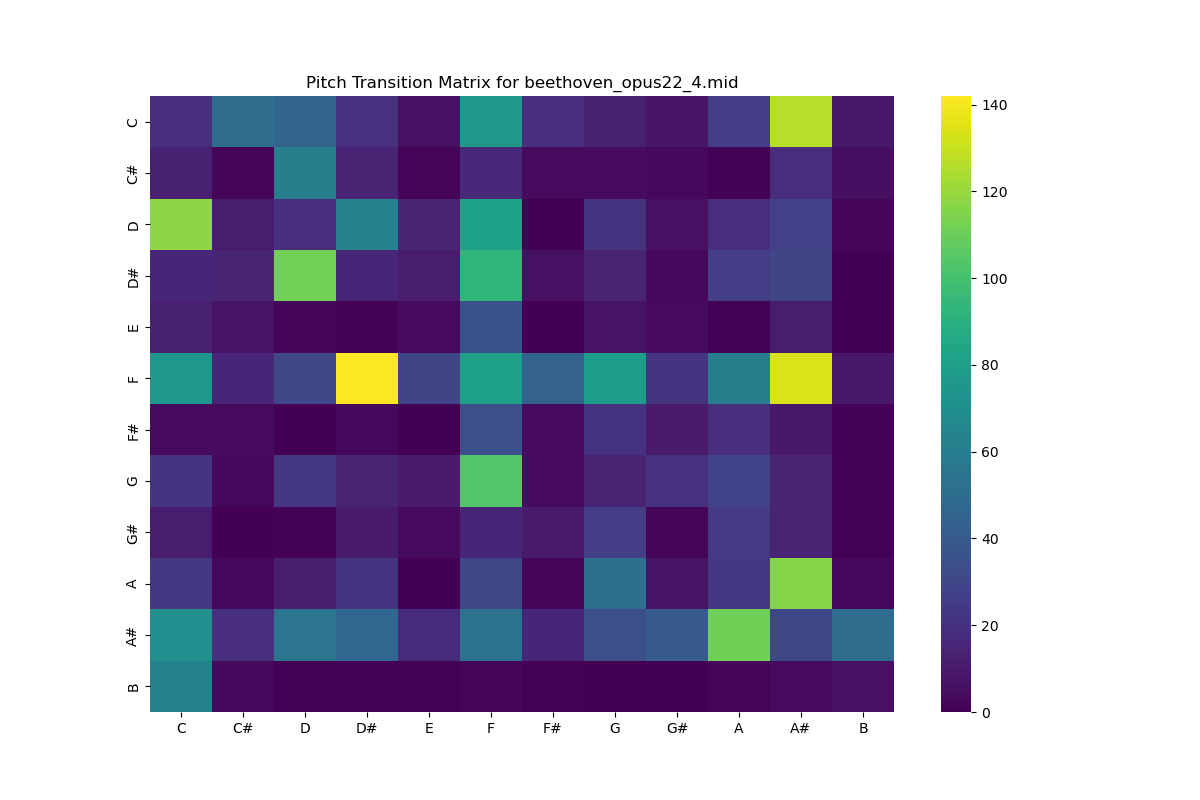 Pitch Transition Matrix for beethoven_opus22_4.mid
C
C#
D
D#
E
F
F#
G
G#
A
A#
B
C C# D D# E F F# G G# A A# B
140
120
100
80
60
40
20
0